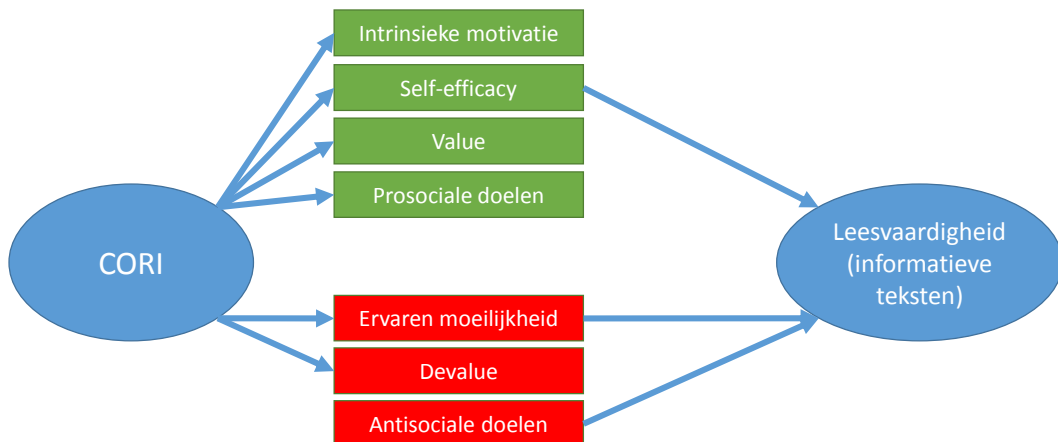 Intrinsieke motivatie
Self-efficacy
Value
Prosociale doelen
CORI
Leesvaardigheid
(informatieve
teksten)
Ervaren moeilijkheid
Devalue
Antisociale doelen